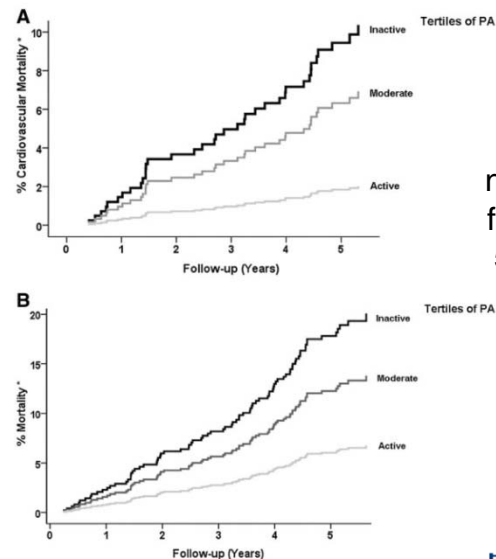 A
Tertiles of PA
10
8
6
4
2
0
% Cardiovascular Mortality *
Inactive
Moderate
Active
0 1 2 3 4 5
Follow-up (Years)
B
Tertiles of PA
20
15
10
5
0
% Mortality *
Inactive
Moderate
Active
0 1 2 3 4 5
Follow-up (Years)
n
f